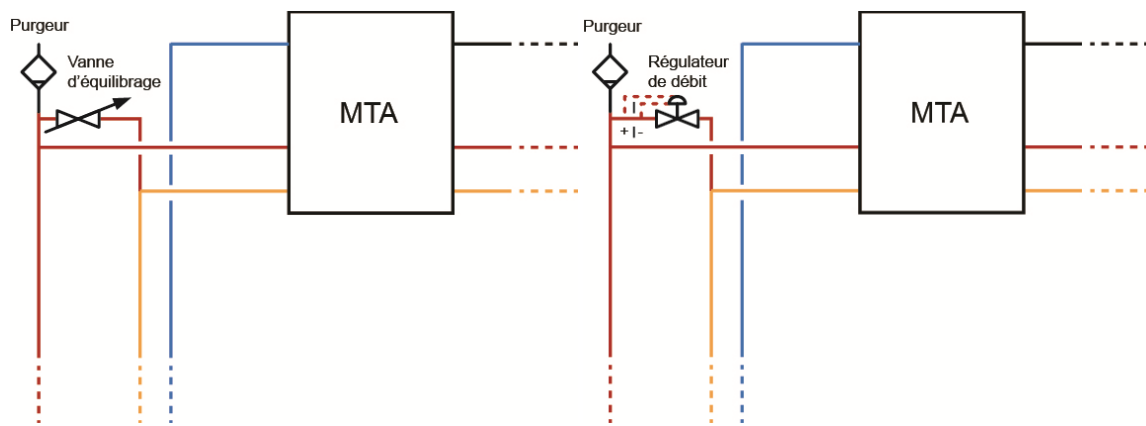 Purgeur
Vanne
d'équilibrage
MTA
Purgeur
Régulateur
de débit
+ -
MTA